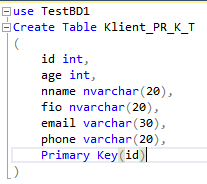 use TestBD1
Create Table Klient_PR_K_T
(
id int,
age int,
nname nvarchar(20),
fio nvarchar(20),
email varchar(30),
phone varchar(20),
Primary Key(id)
)